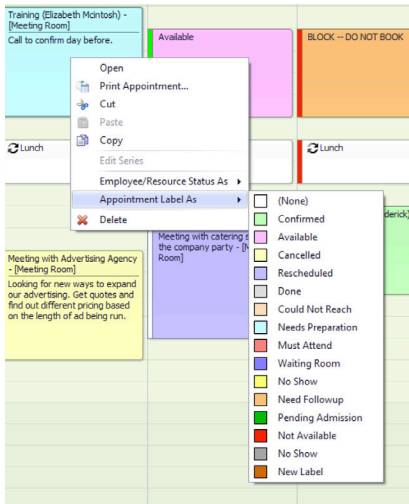 Training (Elizabeth Mcintosh) -
[Meeting Room]
Call to confirm day before.
Available
BLOCK -- DO NOT BOOK
Open
Print Appointment...
Cut
Paste
Copy
Edit Series
Employee/Resource Status As
Appointment Label As
Delete
Lunch
Lunch
(None)
Confirmed
Available
Cancelled
Rescheduled
Done
Could Not Reach
Needs Preparation
Must Attend
Waiting Room
No Show
Need Followup
Pending Admission
Not Available
No Show
New Label
Meeting with catering
the company party -
Room]
Meeting with Advertising Agency
- [Meeting Room]
Looking for new ways to expand
our advertising. Get quotes and
find out different pricing based
on the length of ad being run.